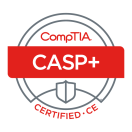 CompTIA.
CASP+
CERTIFIED • CE